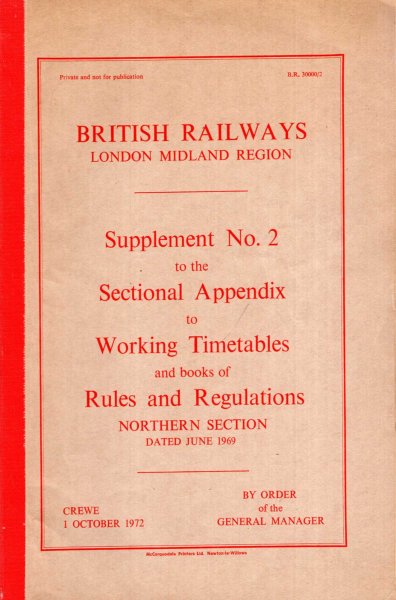 Private and not for publication
B.R. 30000/2
BRITISH RAILWAYS
LONDON MIDLAND REGION
Supplement No. 2
to the
Sectional Appendix
to
Working Timetables
and books of
Rules and Regulations
NORTHERN SECTION
DATED JUNE 1969
CREWE
1 OCTOBER 1972
BY ORDER
of the
GENERAL MANAGER
McCorquodale Printers Ltd. Newton-le-Willows